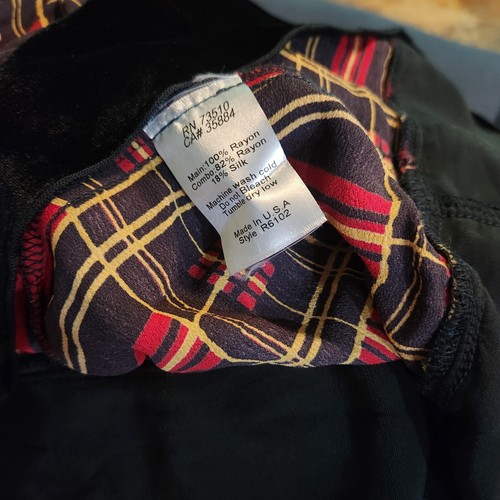 RN 73510
CA# 35884
Main:100% Rayon
Combo:82% Rayon
18% Silk
Machine wash cold
Do not Bleach
Tumble dry low
Made In U.S.A
Style R6102